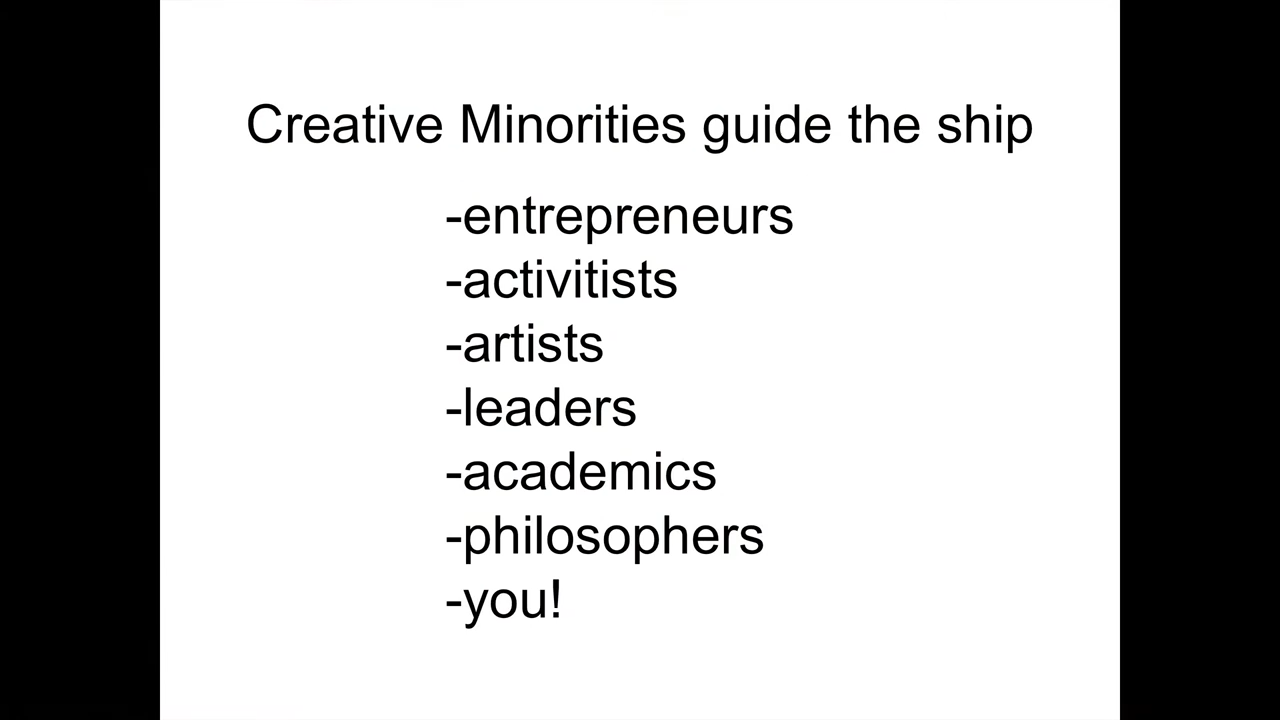 Creative Minorities guide the ship
-entrepreneurs
-activitists
-artists
-leaders
-academics
-philosophers
-you!